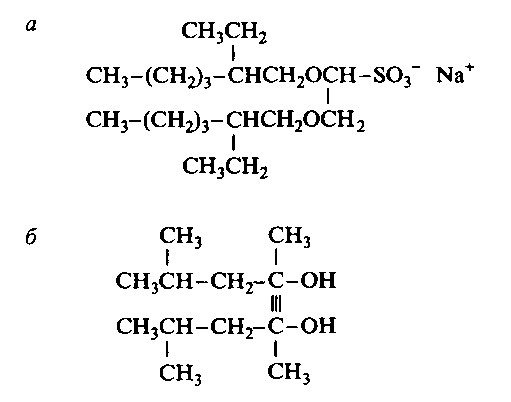 а
CH₃CH₂
CH₃–(CH₂)₃–CHCH₂OCH–SO₃⁻ Na⁺
CH₃–(CH₂)₃–CHCH₂OCH₂
CH₃CH₂
б
CH₃ CH₃
CH₃CH–CH₂–C–OH
CH₃CH–CH₂–C–OH
CH₃ CH₃